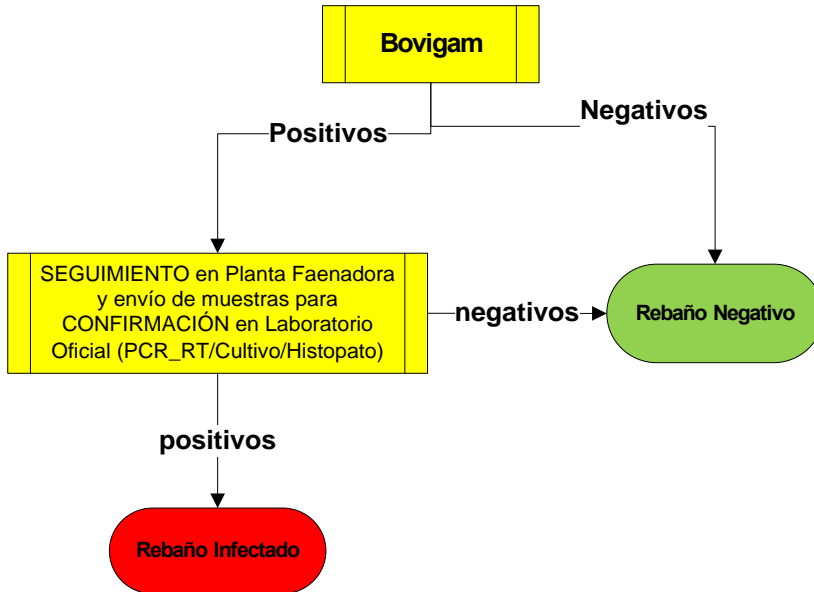 Bovigam
Negativos
Positivos
SEGUIMIENTO en Planta Faenadora
y envío de muestras para
CONFIRMACIÓN en Laboratorio
Oficial (PCR_RT/Cultivo/Histopato)
negativos
Rebaño Negativo
positivos
Rebaño Infectado